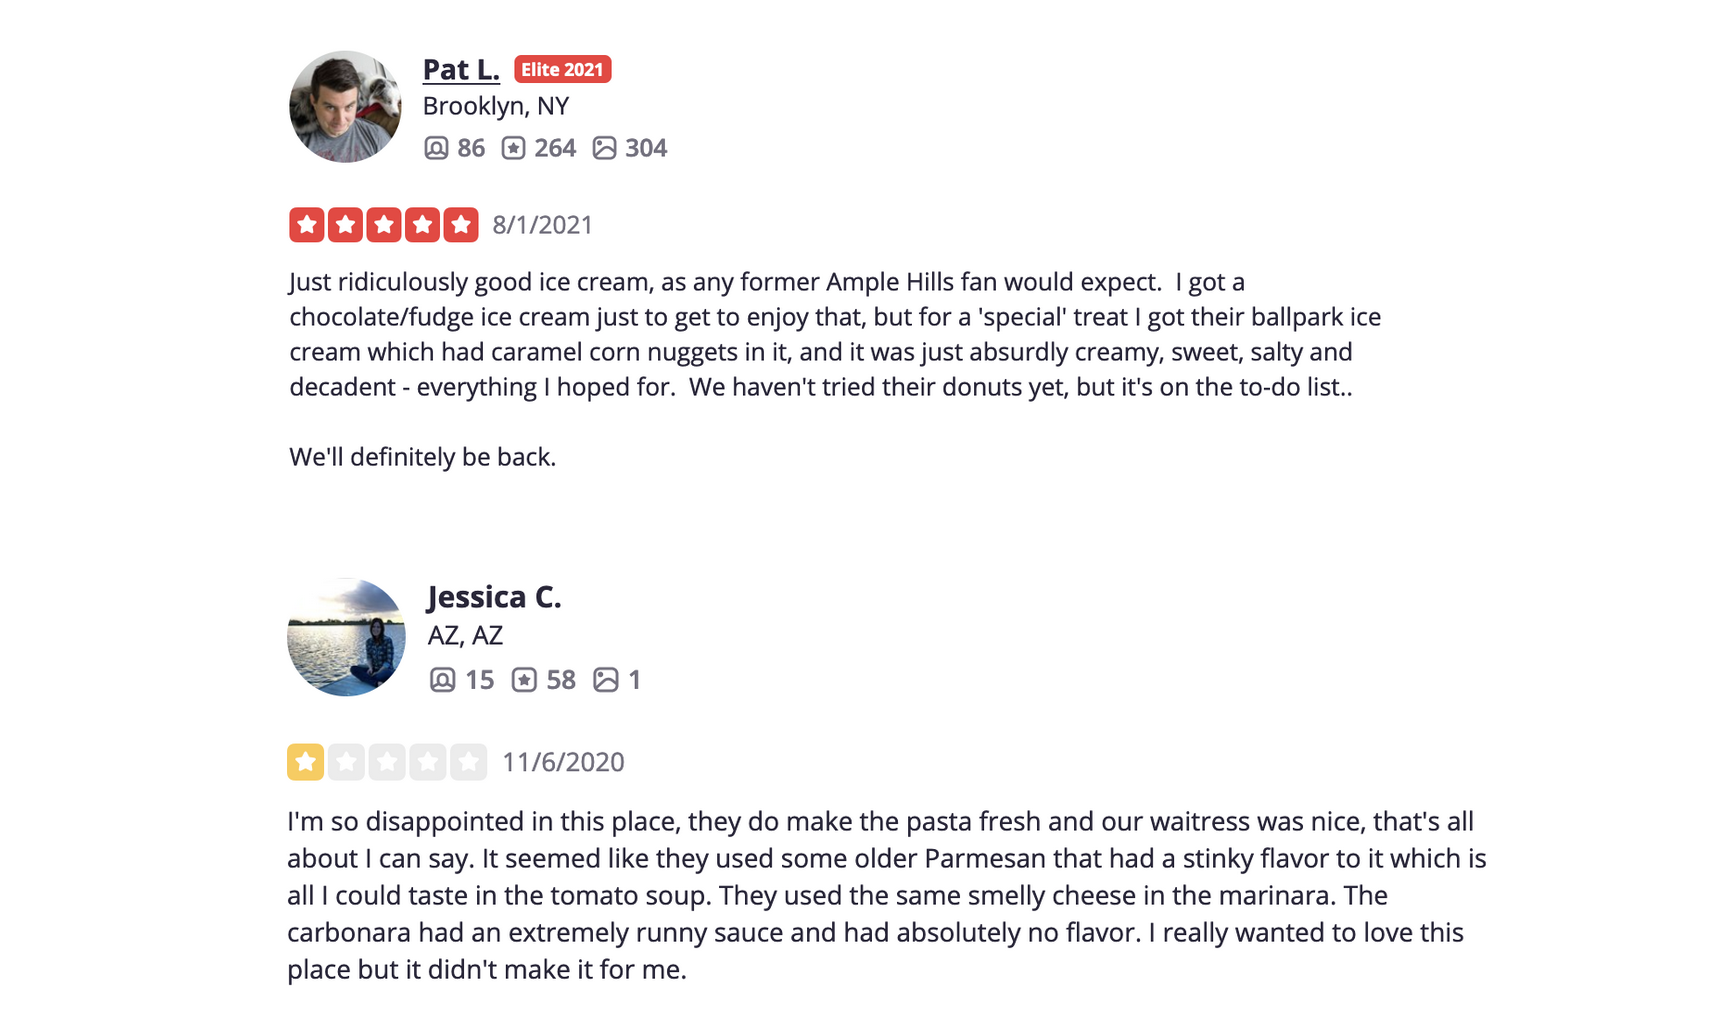 Pat L. Elite 2021
Brooklyn, NY
86 264 304
8/1/2021
Just ridiculously good ice cream, as any former Ample Hills fan would expect.  I got a
chocolate/fudge ice cream just to get to enjoy that, but for a 'special' treat I got their ballpark ice
cream which had caramel corn nuggets in it, and it was just absurdly creamy, sweet, salty and
decadent - everything I hoped for.  We haven't tried their donuts yet, but it's on the to-do list..
We'll definitely be back.
Jessica C.
AZ, AZ
15 58 1
11/6/2020
I'm so disappointed in this place, they do make the pasta fresh and our waitress was nice, that's all
about I can say. It seemed like they used some older Parmesan that had a stinky flavor to it which is
all I could taste in the tomato soup. They used the same smelly cheese in the marinara. The
carbonara had an extremely runny sauce and had absolutely no flavor. I really wanted to love this
place but it didn't make it for me.